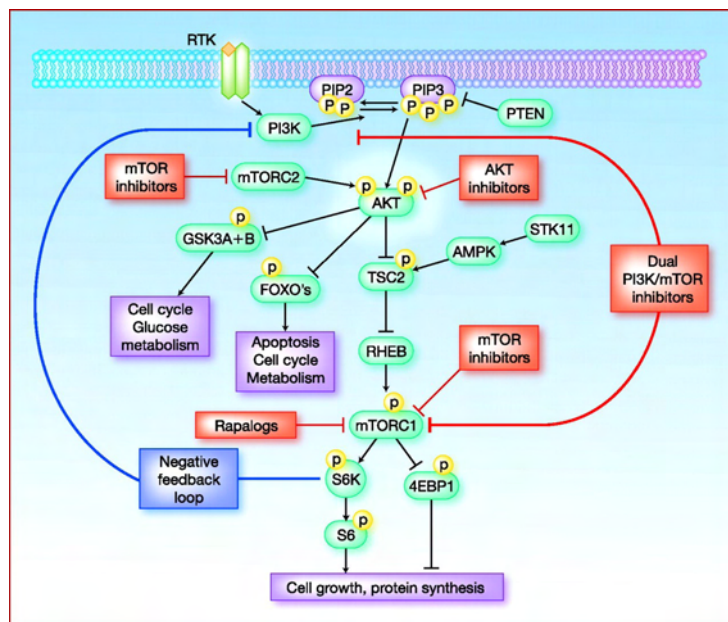 RTK
PIP2
PIP3
P P
P P P
PTEN
PI3K
mTOR
inhibitors
mTORC2
AKT
inhibitors
p p
AKT
p
GSK3A+B
STK11
AMPK
p
FOXO's
p
TSC2
Dual
PI3K/mTOR
inhibitors
Cell cycle
Glucose
metabolism
Apoptosis
Cell cycle
Metabolism
RHEB
mTOR
inhibitors
p
mTORC1
Rapalogs
Negative
feedback
loop
p
S6K
p
4EBP1
p
S6
Cell growth, protein synthesis